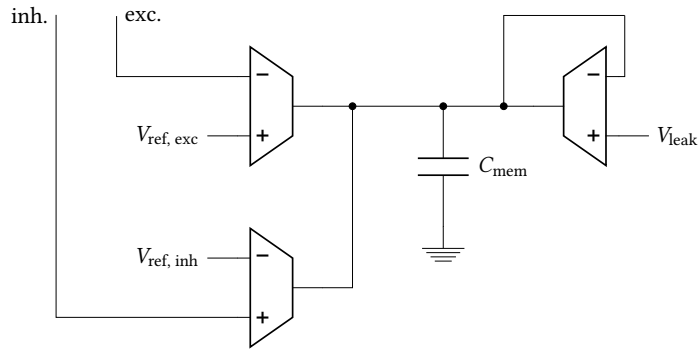 inh. exc.
−
−
V_ref, exc
+
+
V_leak
C_mem
V_ref, inh
−
+